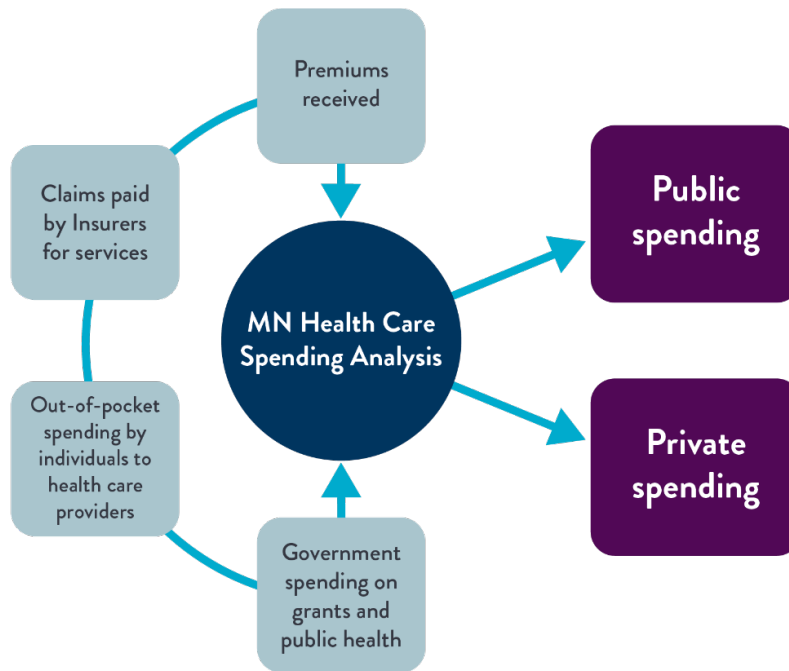 Premiums
received
Claims paid
by Insurers
for services
Out-of-pocket
spending by
individuals to
health care
providers
Government
spending on
grants and
public health
MN Health Care
Spending Analysis
Public
spending
Private
spending